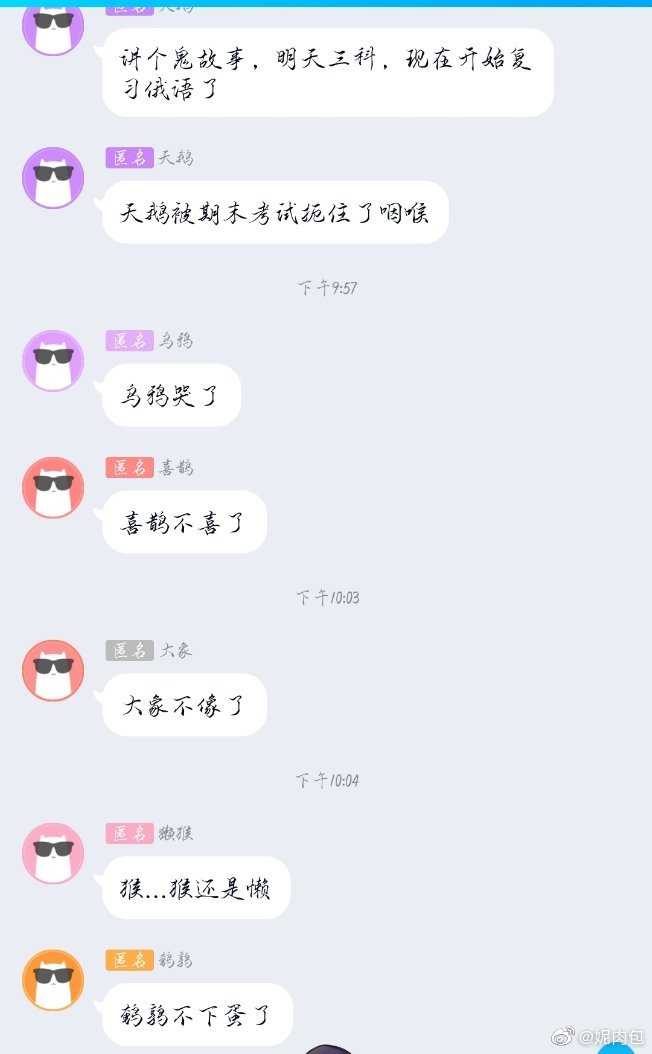 匿名 天鹅
讲个鬼故事，明天三科，现在开始复
习俄语了
匿名 天鹅
天鹅被期末考试扼住了咽喉
下午9:57
匿名 乌鸦
乌鸦哭了
匿名 喜鹊
喜鹊不喜了
下午10:03
匿名 大象
大象不像了
下午10:04
匿名 獭猴
猴...猴还是懒
匿名 鹌鹑
鹌鹑不下蛋了
@妮肉包